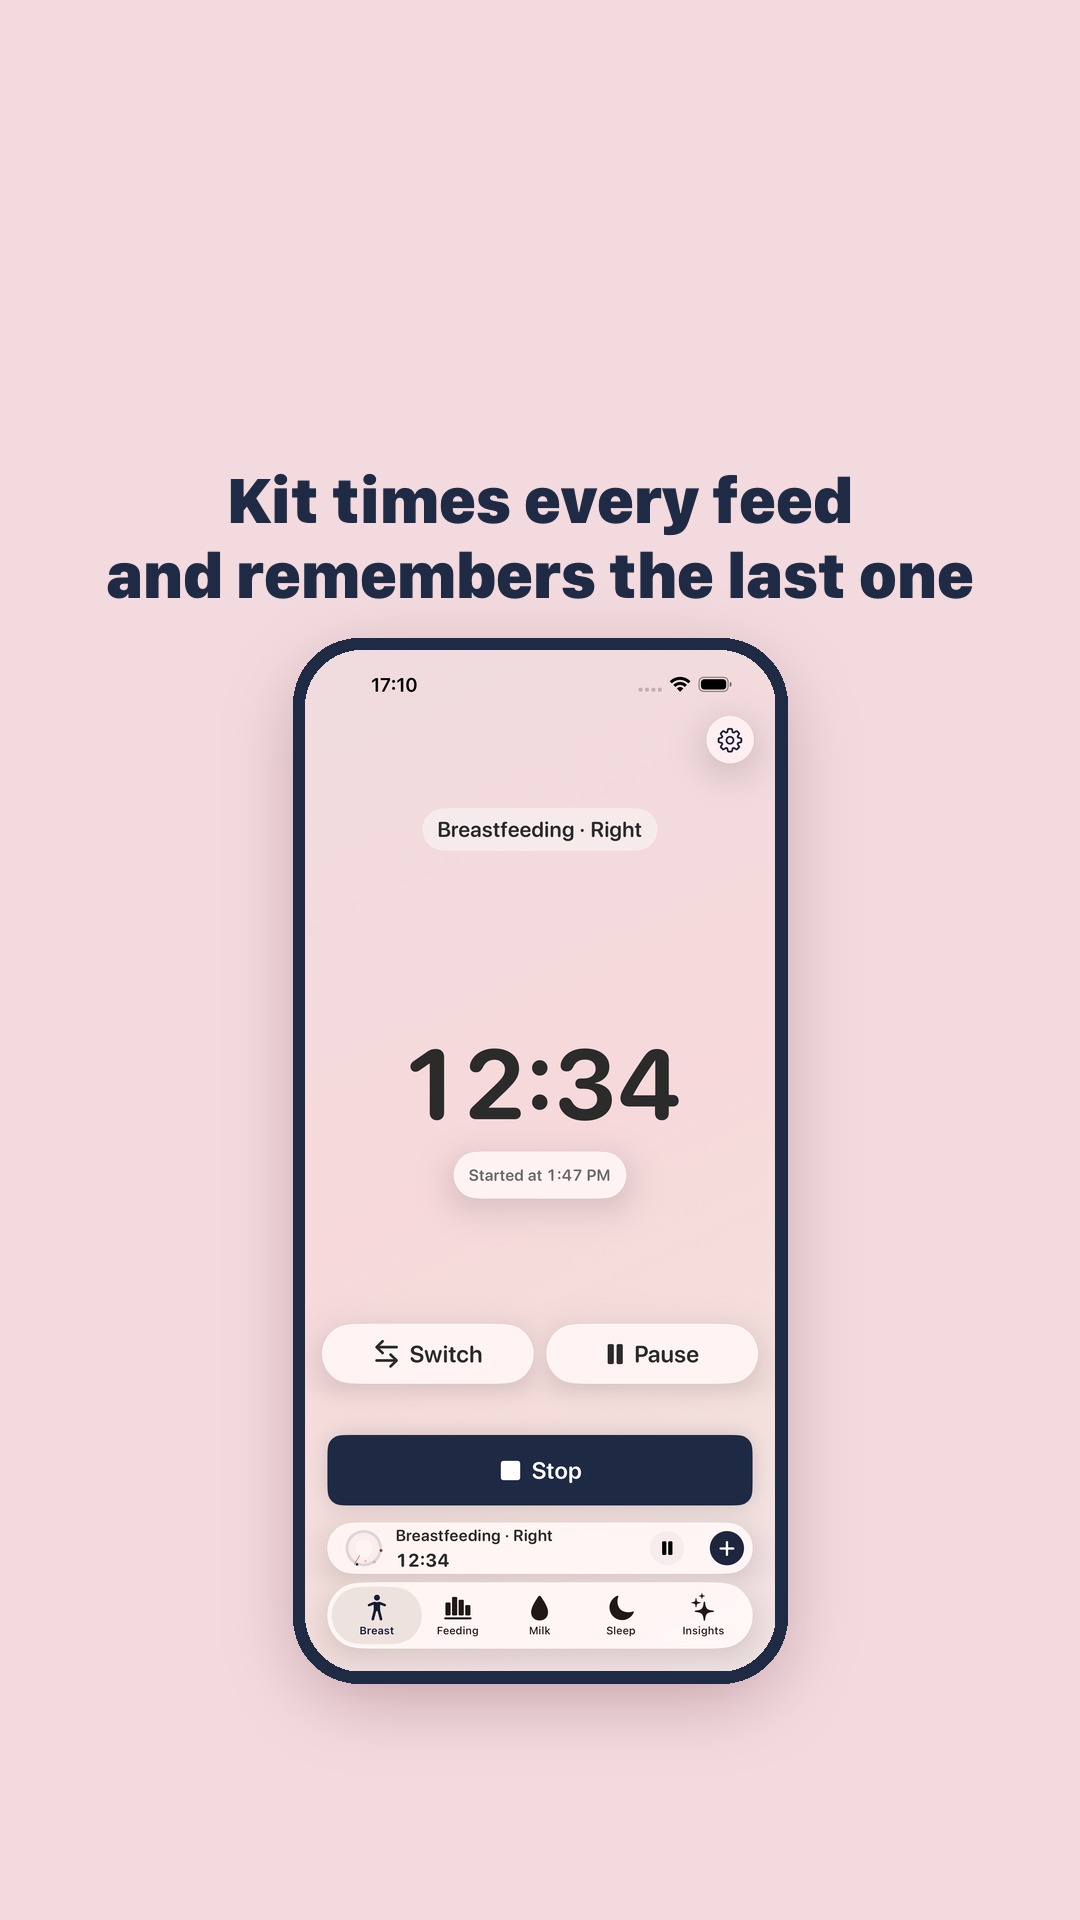 Kit times every feed
and remembers the last one
17:10
Breastfeeding · Right
12:34
Started at 1:47 PM
Switch
Pause
Stop
Breastfeeding · Right
12:34
Breast
Feeding
Milk
Sleep
Insights